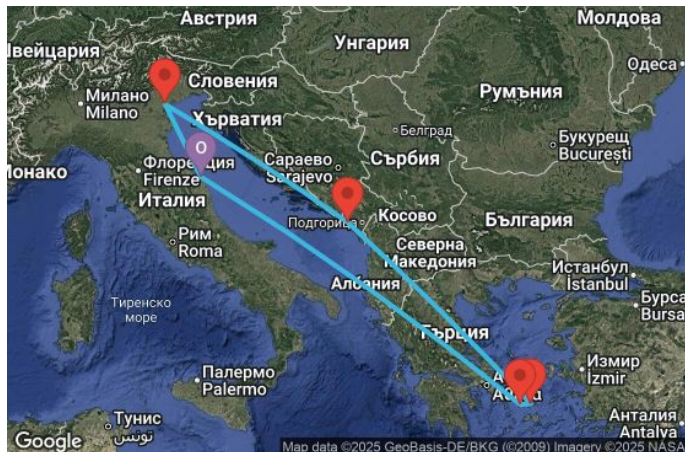 Австрия
Молдова
Швейцария
Унгария
Одеса
Словения
Милано
Milano
Румъния
Хърватия
Белград
Букурещ
București
Флоренция
Firenze
Сараево
Sarajevo
Сърбия
Монако
Италия
Подгорица
Косово
България
Рим
Roma
Северна
Македония
Истанбул
İstanbul
Албания
Тиренско
море
Бурса
Bursa
Гърция
Палермо
Palermo
Измир
İzmir
Тунис
تونس
Анталия
Antalya
Google
Map data ©2025 GeoBasis-DE/BKG (©2009) Imagery ©2025 NASA